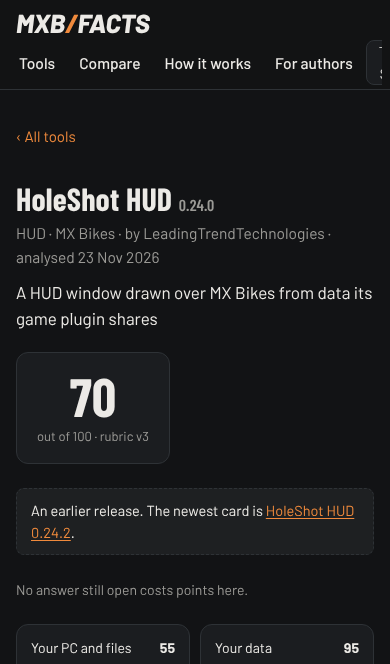 MXB/FACTS
Tools Compare How it works For authors
‹ All tools
HoleShot HUD 0.24.0
HUD · MX Bikes · by LeadingTrendTechnologies ·
analysed 23 Nov 2026
A HUD window drawn over MX Bikes from data its
game plugin shares
70
out of 100 · rubric v3
An earlier release. The newest card is HoleShot HUD
0.24.2.
No answer still open costs points here.
Your PC and files 55
Your data 95